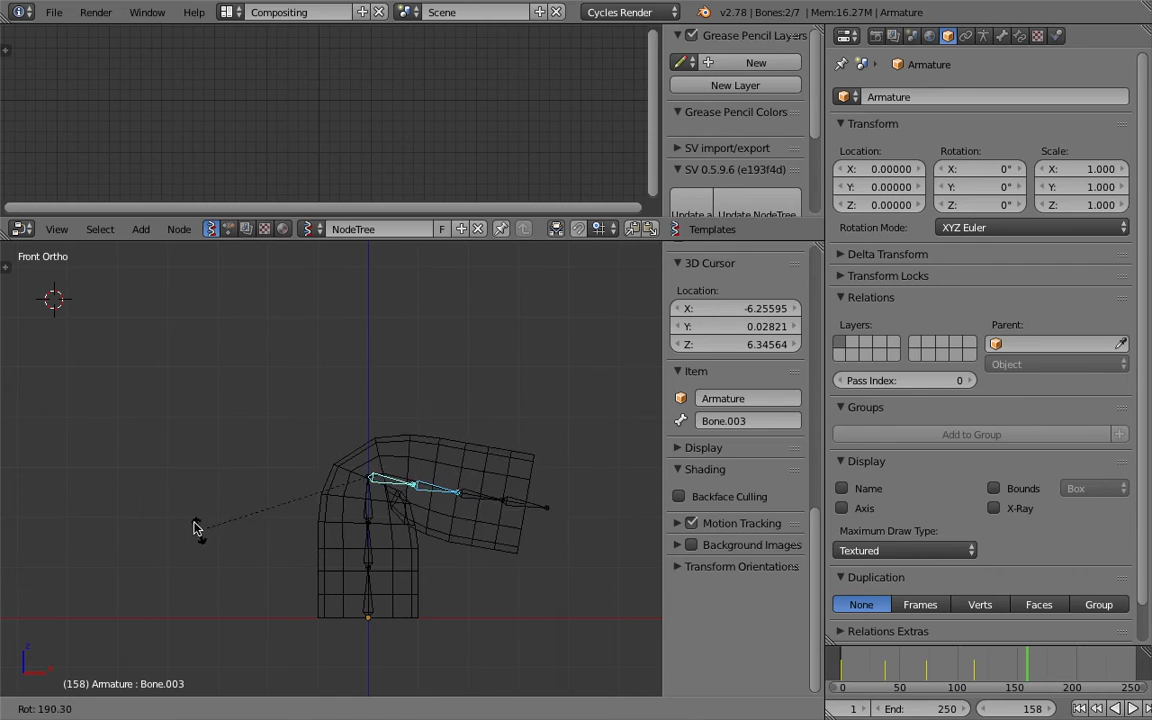 File Render Window Help Compositing Scene Cycles Render v2.78 | Bones:2/7 | Mem:16.27M | Armature
Grease Pencil Layers
New
New Layer
Grease Pencil Colors
SV import/export
SV 0.5.9.6 (e193f4d)
Update a Update NodeTree
View Select Add Node NodeTree F Templates
Front Ortho
3D Cursor
Location:
X: -6.25595
Y: 0.02821
Z: 6.34564
Item
Armature
Bone.003
Display
Shading
Backface Culling
Motion Tracking
Background Images
Transform Orientations
z
(158) Armature : Bone.003
Rot: 190.30
Armature
Armature
Transform
Location: Rotation: Scale:
X: 0.00000 X: 0° X: 1.000
Y: 0.00000 Y: 0° Y: 1.000
Z: 0.00000 Z: 0° Z: 1.000
Rotation Mode: XYZ Euler
Delta Transform
Transform Locks
Relations
Layers: Parent:
Object
Pass Index: 0
Groups
Add to Group
Display
Name Bounds Box
Axis X-Ray
Maximum Draw Type:
Textured
Duplication
None Frames Verts Faces Group
Relations Extras
0 50 100 150 200 250
1 End: 250 158